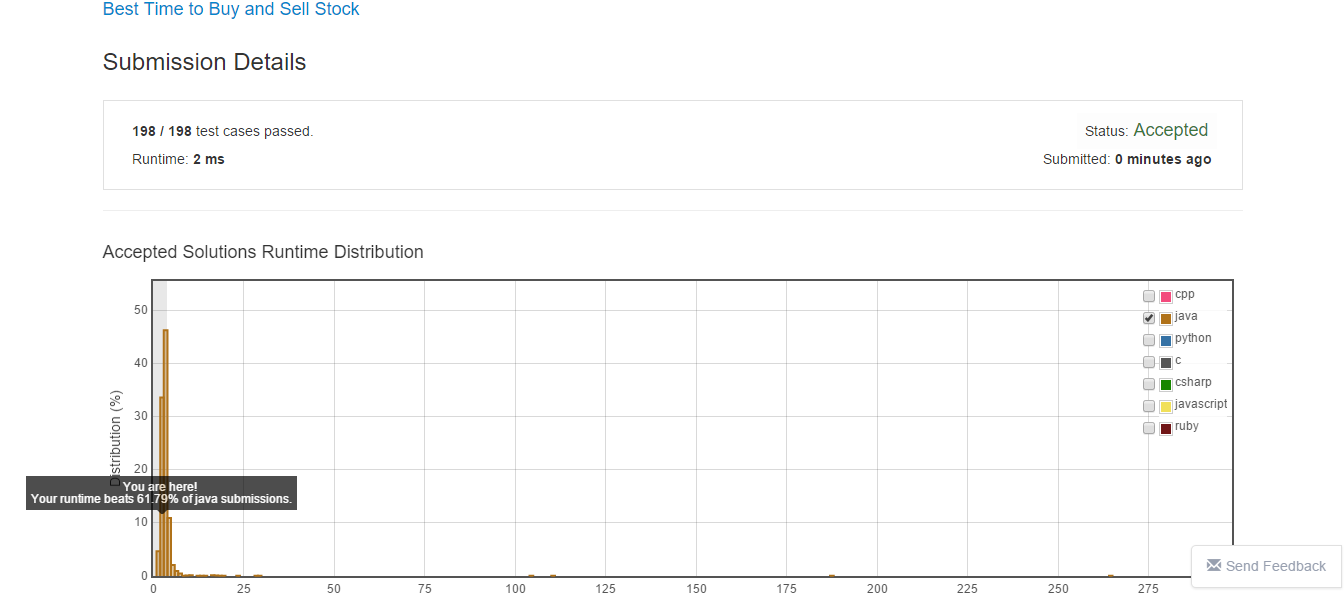 Best Time to Buy and Sell Stock
Submission Details
198 / 198 test cases passed.
Status: Accepted
Runtime: 2 ms
Submitted: 0 minutes ago
Accepted Solutions Runtime Distribution
Distribution (%)
50
40
30
20
10
0
cpp
java
python
c
csharp
javascript
ruby
You are here!
Your runtime beats 61.79% of java submissions.
0 25 50 75 100 125 150 175 200 225 250 275
Send Feedback